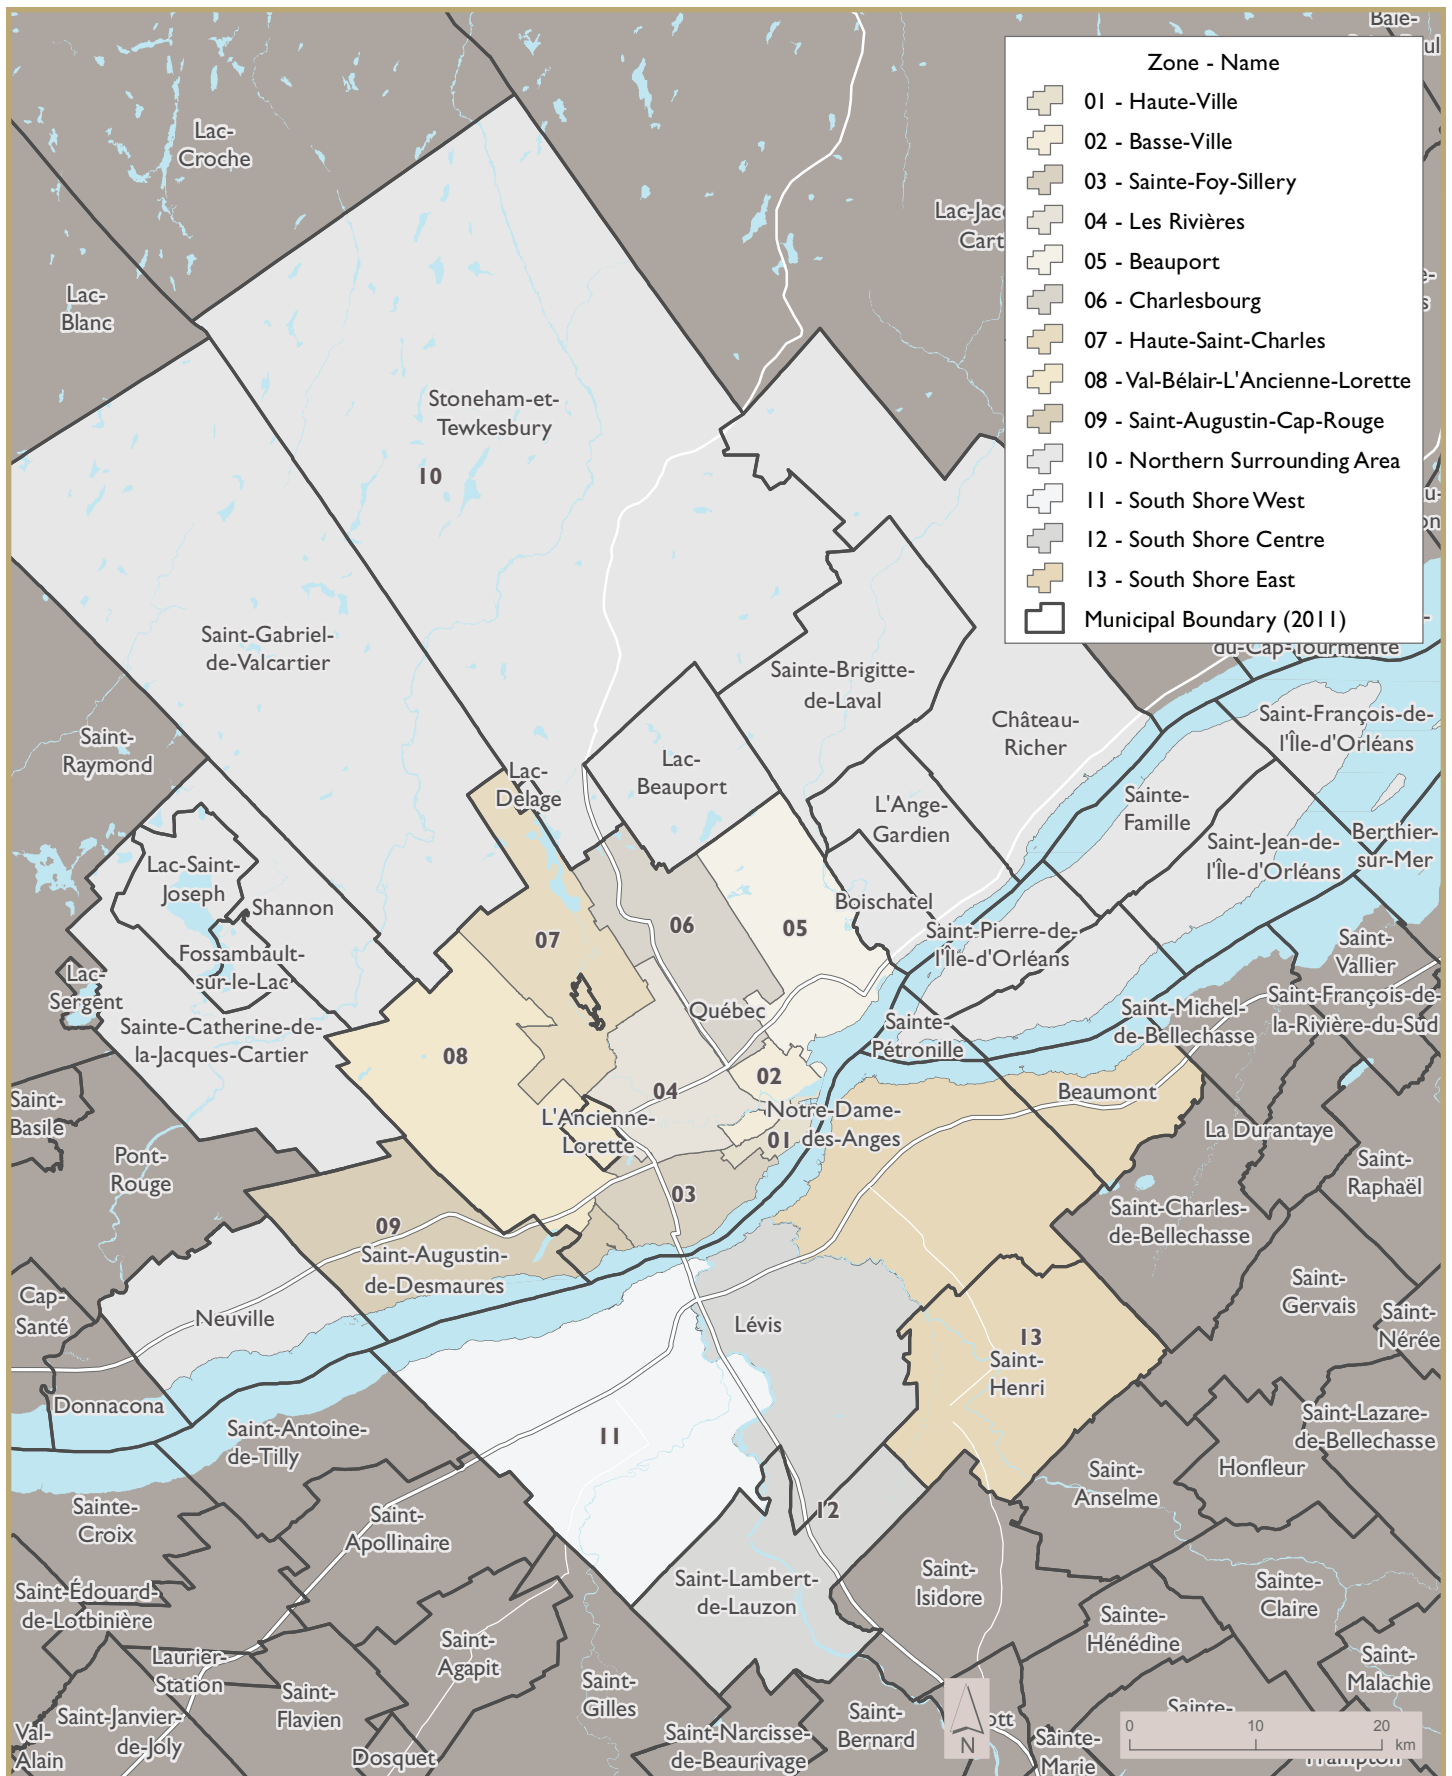 Baie-
Zone - Name
01 - Haute-Ville
02 - Basse-Ville
03 - Sainte-Foy-Sillery
04 - Les Rivières
05 - Beauport
06 - Charlesbourg
07 - Haute-Saint-Charles
08 - Val-Bélair-L'Ancienne-Lorette
09 - Saint-Augustin-Cap-Rouge
10 - Northern Surrounding Area
11 - South Shore West
12 - South Shore Centre
13 - South Shore East
Municipal Boundary (2011)
Lac-
Croche
Lac-
Blanc
Stoneham-et-
Tewkesbury
10
Saint-Gabriel-
de-Valcartier
Sainte-Brigitte-
de-Laval
du-Cap-Tourmente
Château-
Richer
Saint-François-de-
l'Île-d'Orléans
Saint-
Raymond
Lac-
Delage
Lac-
Beauport
L'Ange-
Gardien
Sainte-
Famille
Saint-Jean-de-
l'Île-d'Orléans
Berthier-
sur-Mer
Lac-Saint-
Joseph
Shannon
Boischatel
Fossambault-
sur-le-Lac
07
06
05
Saint-Pierre-de-
l'Île-d'Orléans
Saint-
Vallier
Lac-
Sergent
Sainte-Catherine-de-
la-Jacques-Cartier
Québec
Sainte-
Pétronille
Saint-Michel-
de-Bellechasse
Saint-François-de-
la-Rivière-du-Sud
08
02
04
Beaumont
Saint-
Basile
L'Ancienne-
Lorette
Notre-Dame-
des-Anges
01
La Durantaye
Pont-
Rouge
Saint-
Raphaël
03
09
Saint-Augustin-
de-Desmaures
Saint-Charles-
de-Bellechasse
Cap-
Santé
Neuville
Lévis
13
Saint-
Henri
Saint-
Gervais
Saint-
Nérée
Donnacona
Saint-Antoine-
de-Tilly
11
Saint-Lazare-
de-Bellechasse
Honfleur
Saint-
Anselme
Sainte-
Croix
Saint-
Apollinaire
12
Saint-Édouard-
de-Lotbinière
Saint-Lambert-
de-Lauzon
Saint-
Isidore
Sainte-
Claire
Sainte-
Hénédine
Laurier-
Station
Saint-
Agapit
Saint-
Gilles
Saint-
Malachie
Saint-Janvier-
de-Joly
Saint-
Flavien
Val-
Alain
Dosquet
Saint-Narcisse-
de-Beaurivage
Saint-
Bernard
N
Sainte-
Marie
Sainte-
0 10 20
km